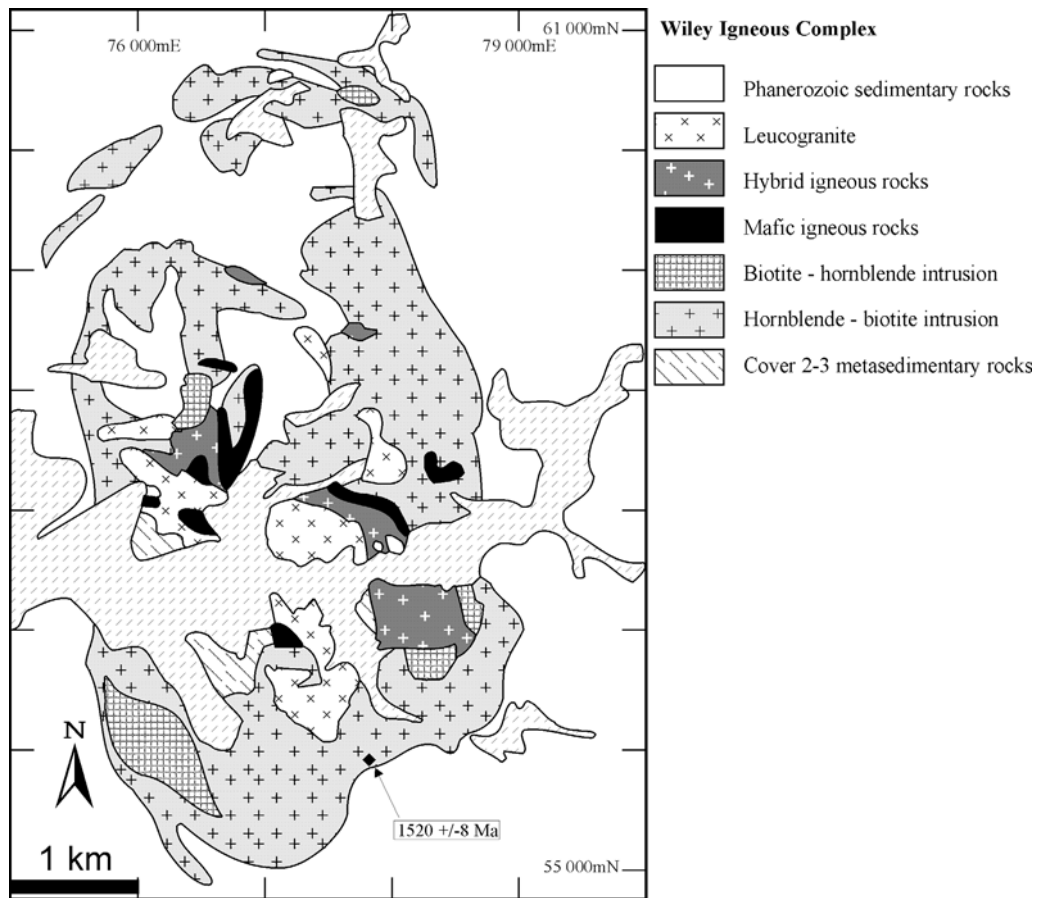 76 000mE
79 000mE
61 000mN
Wiley Igneous Complex
Phanerozoic sedimentary rocks
Leucogranite
Hybrid igneous rocks
Mafic igneous rocks
Biotite - hornblende intrusion
Hornblende - biotite intrusion
Cover 2-3 metasedimentary rocks
N
1520 +/-8 Ma
1 km
55 000mN